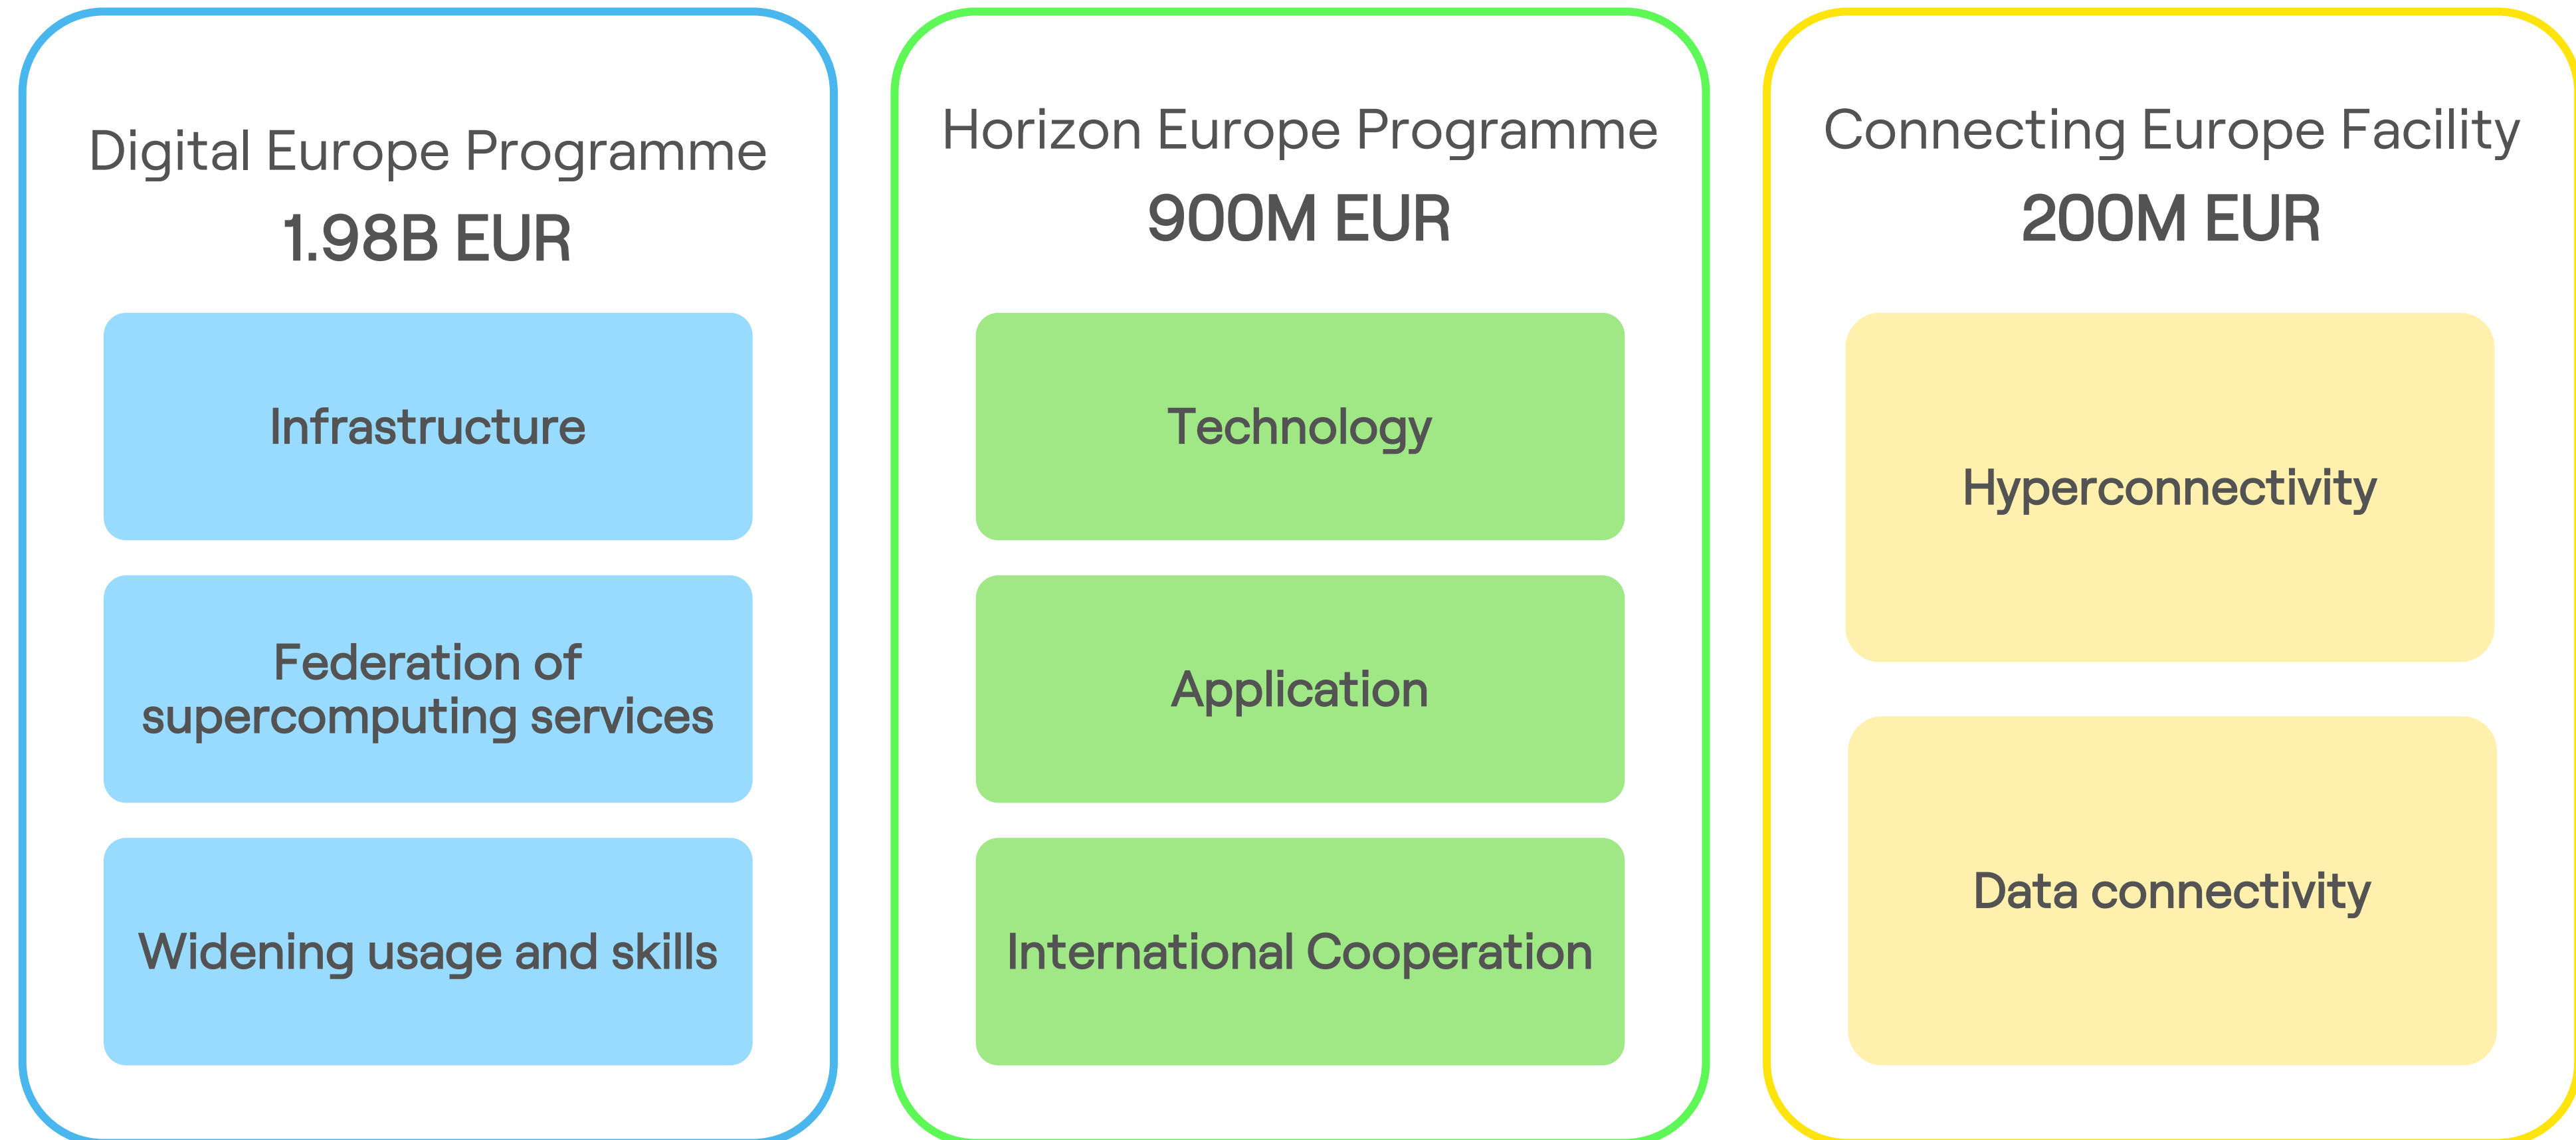 Digital Europe Programme
1.98B EUR
Infrastructure
Federation of
supercomputing services
Widening usage and skills
Horizon Europe Programme
900M EUR
Technology
Application
International Cooperation
Connecting Europe Facility
200M EUR
Hyperconnectivity
Data connectivity